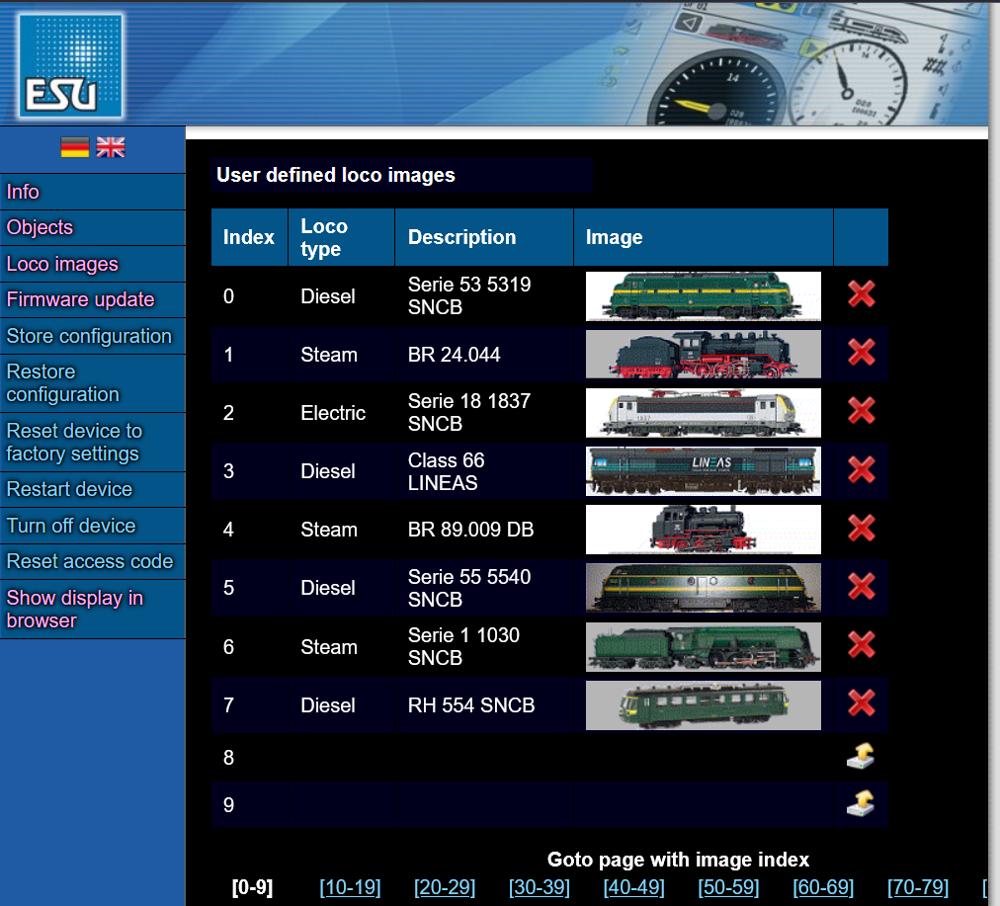 ESU
Info
Objects
Loco images
Firmware update
Store configuration
Restore
configuration
Reset device to
factory settings
Restart device
Turn off device
Reset access code
Show display in
browser
User defined loco images
Index Loco type Description Image
0 Diesel Serie 53 5319 SNCB
1 Steam BR 24.044
2 Electric Serie 18 1837 SNCB
3 Diesel Class 66 LINEAS LINEAS
4 Steam BR 89.009 DB
5 Diesel Serie 55 5540 SNCB
6 Steam Serie 1 1030 SNCB
7 Diesel RH 554 SNCB
8
9
Goto page with image index
[0-9] [10-19] [20-29] [30-39] [40-49] [50-59] [60-69] [70-79] [